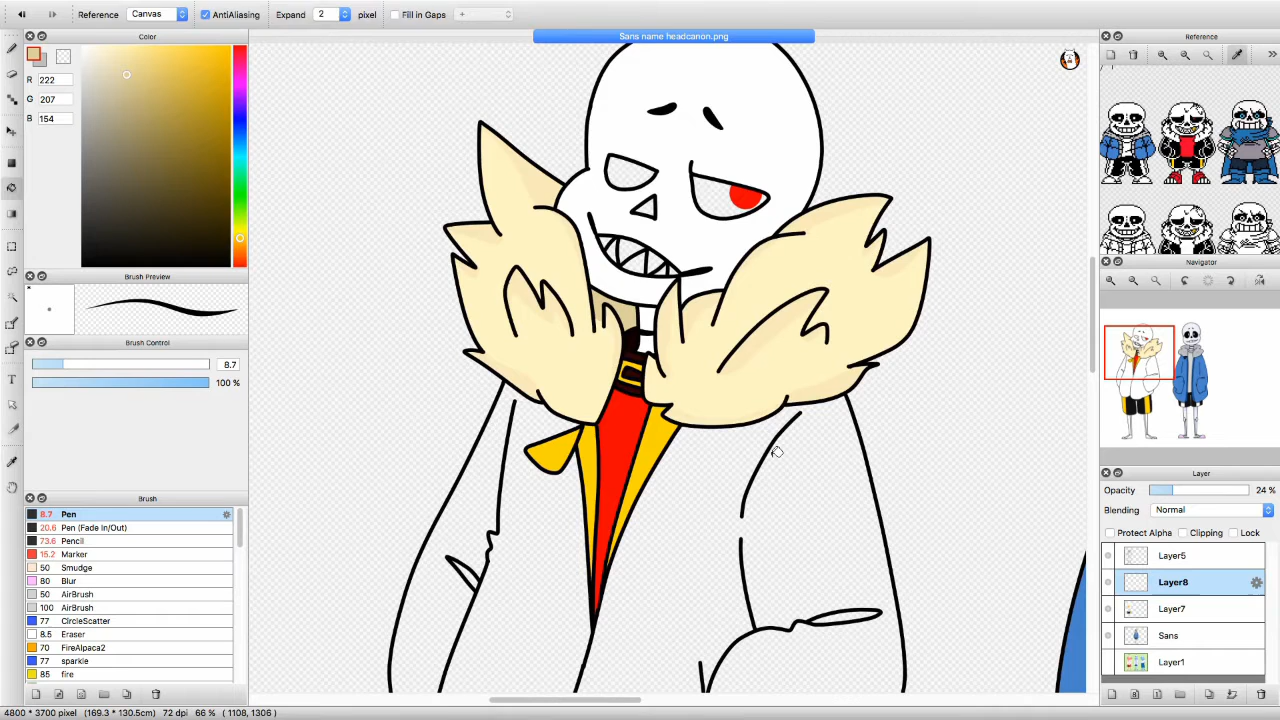 Reference Canvas AntiAliasing Expand 2 pixel Fill in Gaps 4
Color
Sans name headcanon.png
Reference
R 222
G 207
B 154
Brush Preview
Navigator
Brush Control
8.7
100 %
Layer
Opacity 24 %
Blending Normal
Protect Alpha Clipping Lock
Brush
8.7 Pen
20.6 Pen (Fade In/Out)
73.6 Pencil
15.2 Marker
50 Smudge
80 Blur
50 AirBrush
100 AirBrush
77 CircleScatter
8.5 Eraser
70 FireAlpaca2
77 sparkle
85 fire
Layer5
Layer8
Layer7
Sans
Layer1
4800 * 3700 pixel (169.3 * 130.5cm) 72 dpi 66 % ( 1108, 1306 )